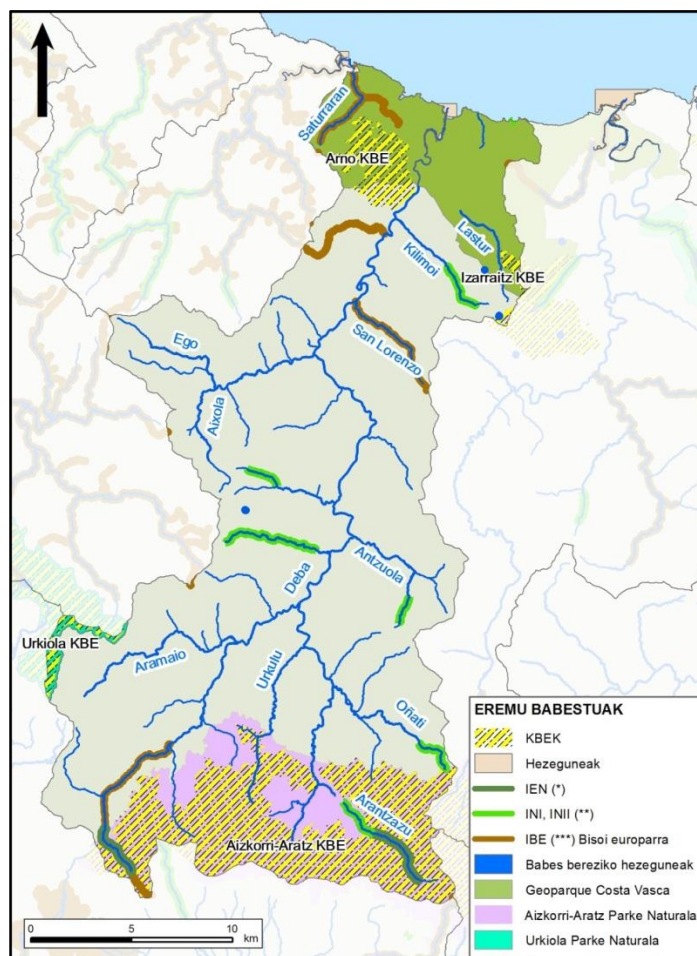 Saturraran
Arno KBE
Lastur
Kilimoi
Izarraitz KBE
San Lorenzo
Ego
Aixola
Antzuola
Deba
Urkiola KBE
Aramaio
Urkulu
Oñati
Arantzazu
Aizkorri-Aratz KBE
EREMU BABESTUAK
KBEK
Hezeguneak
IEN (*)
INI, INII (**)
IBE (***) Bisoi europarra
Babes bereziko hezeguneak
Geoparque Costa Vasca
Aizkorri-Aratz Parke Naturala
Urkiola Parke Naturala
0 5 10
km